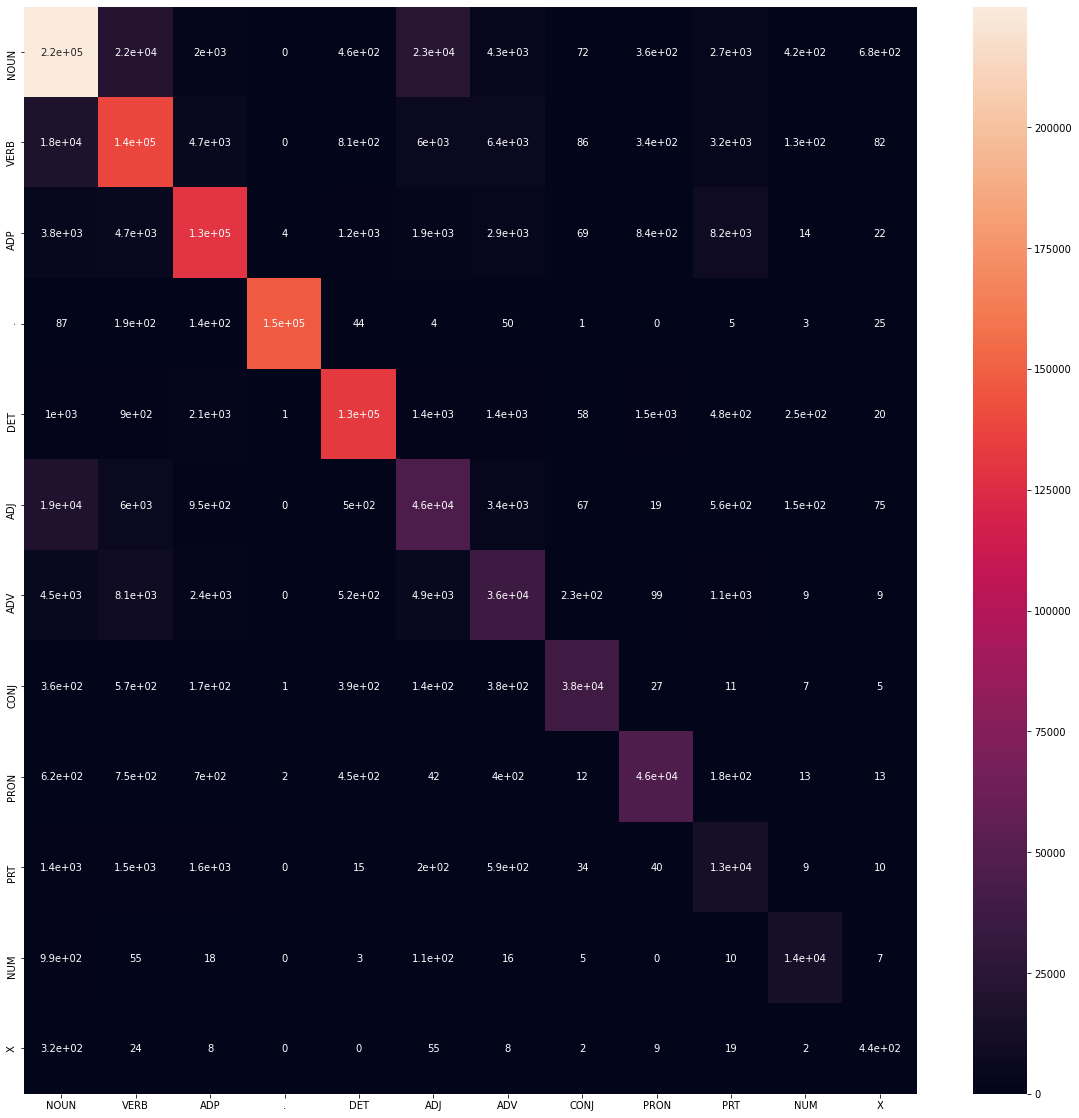 NOUN 2.2e+05 2.2e+04 2e+03 0 4.6e+02 2.3e+04 4.3e+03 72 3.6e+02 2.7e+03 4.2e+02 6.8e+02
VERB 1.8e+04 1.4e+05 4.7e+03 0 8.1e+02 6e+03 6.4e+03 86 3.4e+02 3.2e+03 1.3e+02 82
ADP 3.8e+03 4.7e+03 1.3e+05 4 1.2e+03 1.9e+03 2.9e+03 69 8.4e+02 8.2e+03 14 22
. 87 1.9e+02 1.4e+02 1.5e+05 44 4 50 1 0 5 3 25
DET 1e+03 9e+02 2.1e+03 1 1.3e+05 1.4e+03 1.4e+03 58 1.5e+03 4.8e+02 2.5e+02 20
ADJ 1.9e+04 6e+03 9.5e+02 0 5e+02 4.6e+04 3.4e+03 67 19 5.6e+02 1.5e+02 75
ADV 4.5e+03 8.1e+03 2.4e+03 0 5.2e+02 4.9e+03 3.6e+04 2.3e+02 99 1.1e+03 9 9
CONJ 3.6e+02 5.7e+02 1.7e+02 1 3.9e+02 1.4e+02 3.8e+02 3.8e+04 27 11 7 5
PRON 6.2e+02 7.5e+02 7e+02 2 4.5e+02 42 4e+02 12 4.6e+04 1.8e+02 13 13
PRT 1.4e+03 1.5e+03 1.6e+03 0 15 2e+02 5.9e+02 34 40 1.3e+04 9 10
NUM 9.9e+02 55 18 0 3 1.1e+02 16 5 0 10 1.4e+04 7
X 3.2e+02 24 8 0 0 55 8 2 9 19 2 4.4e+02
NOUN VERB ADP . DET ADJ ADV CONJ PRON PRT NUM X
200000
175000
150000
125000
100000
75000
50000
25000
0